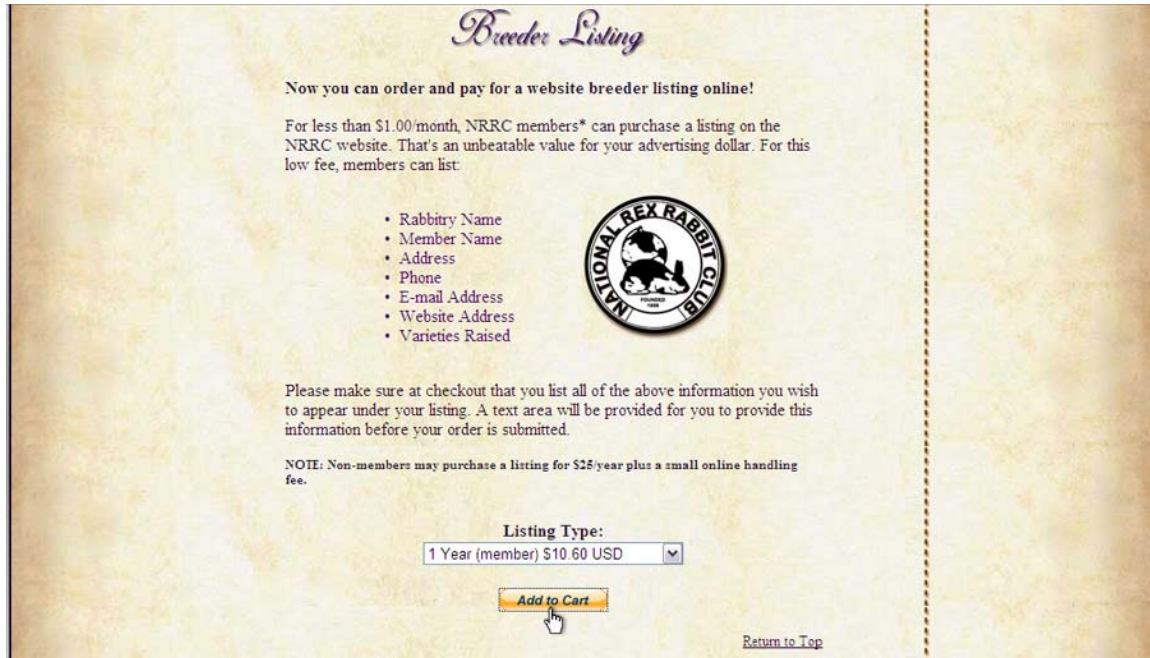 Breeder Listing
Now you can order and pay for a website breeder listing online!
For less than $1.00/month, NRRC members* can purchase a listing on the
NRRC website. That's an unbeatable value for your advertising dollar. For this
low fee, members can list:
• Rabbitry Name
• Member Name
• Address
• Phone
• E-mail Address
• Website Address
• Varieties Raised
NATIONAL REX RABBIT CLUB
FOUNDED
Please make sure at checkout that you list all of the above information you wish
to appear under your listing. A text area will be provided for you to provide this
information before your order is submitted.
NOTE: Non-members may purchase a listing for $25/year plus a small online handling
fee.
Listing Type:
1 Year (member) $10.60 USD
Add to Cart
Return to Top